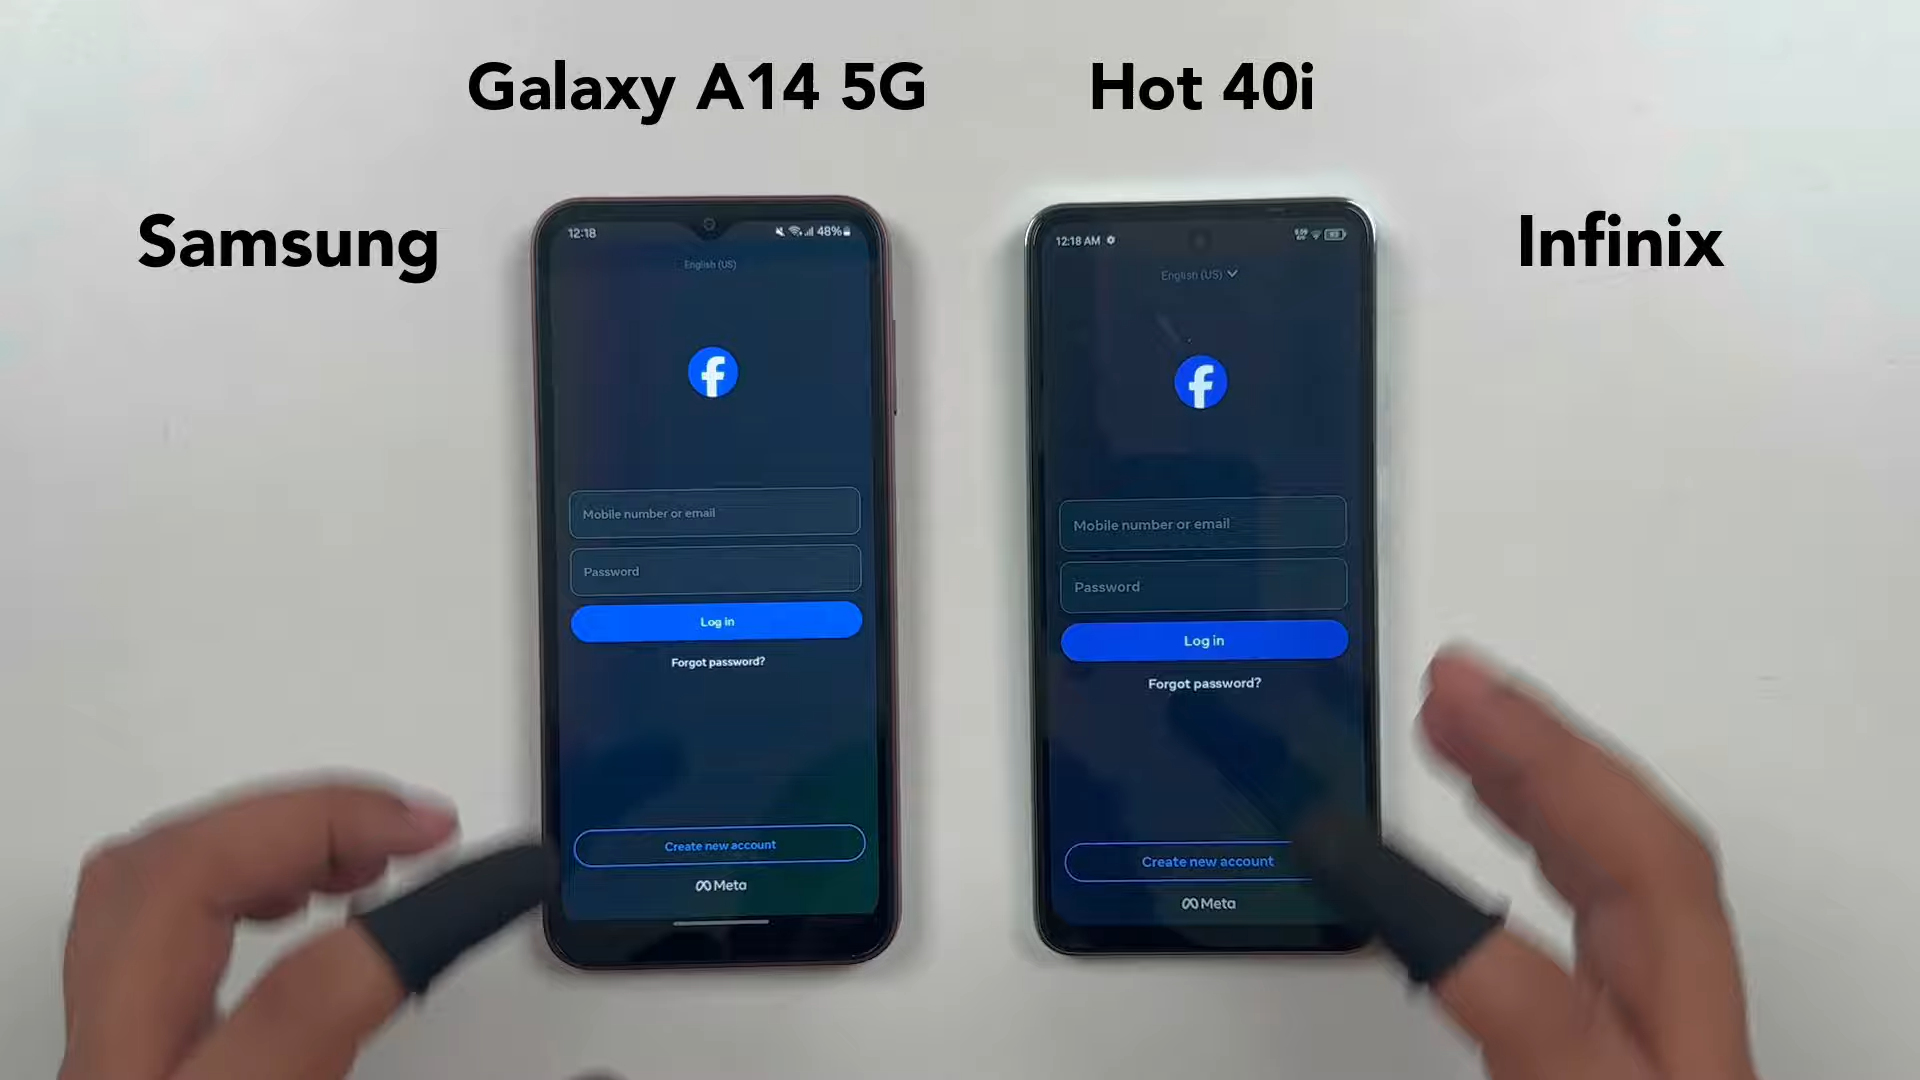 Galaxy A14 5G
Hot 40i
Samsung
Infinix
12:18
48%
English (US)
Mobile number or email
Password
Log in
Forgot password?
Create new account
Meta
12:18 AM
English (US)
Mobile number or email
Password
Log in
Forgot password?
Create new account
Meta